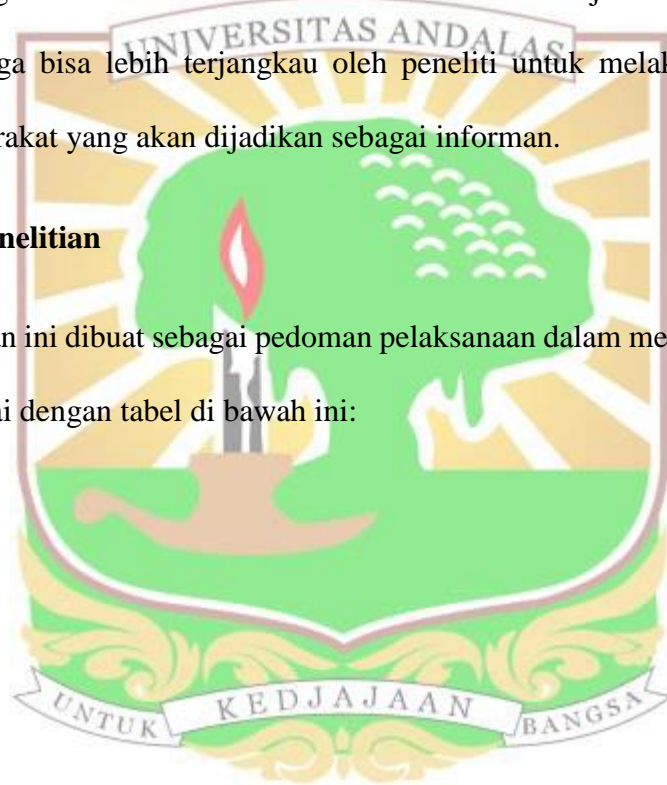 UNIVERSITAS ANDALAS
ga bisa lebih terjangkau oleh peneliti untuk melak
rakat yang akan dijadikan sebagai informan.
nelitian
an ini dibuat sebagai pedoman pelaksanaan dalam me
ai dengan tabel di bawah ini:
UNTUK KEDJAJAAN BANGSA